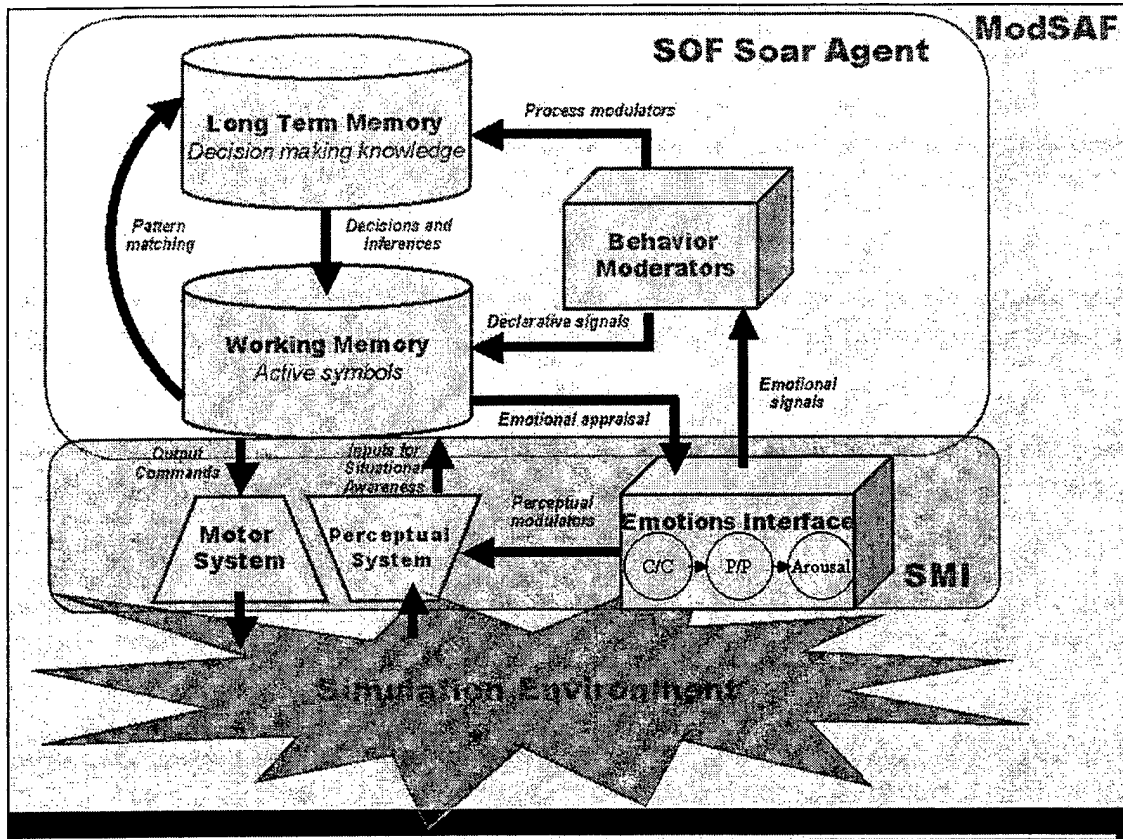 ModSAF
SOF Soar Agent
Long Term Memory
Decision making knowledge
Process modulators
Pattern
matching
Decisions and
inferences
Behavior
Moderators
Declarative signals
Working Memory
Active symbols
Emotional appraisal
Emotional
signals
Output
Commands
Inputs for
Situational
Awareness
Perceptual
modulators
Motor
System
Perceptual
System
Emotions Interface
C/C
P/P
Arousal
SMI
Simulation Environment